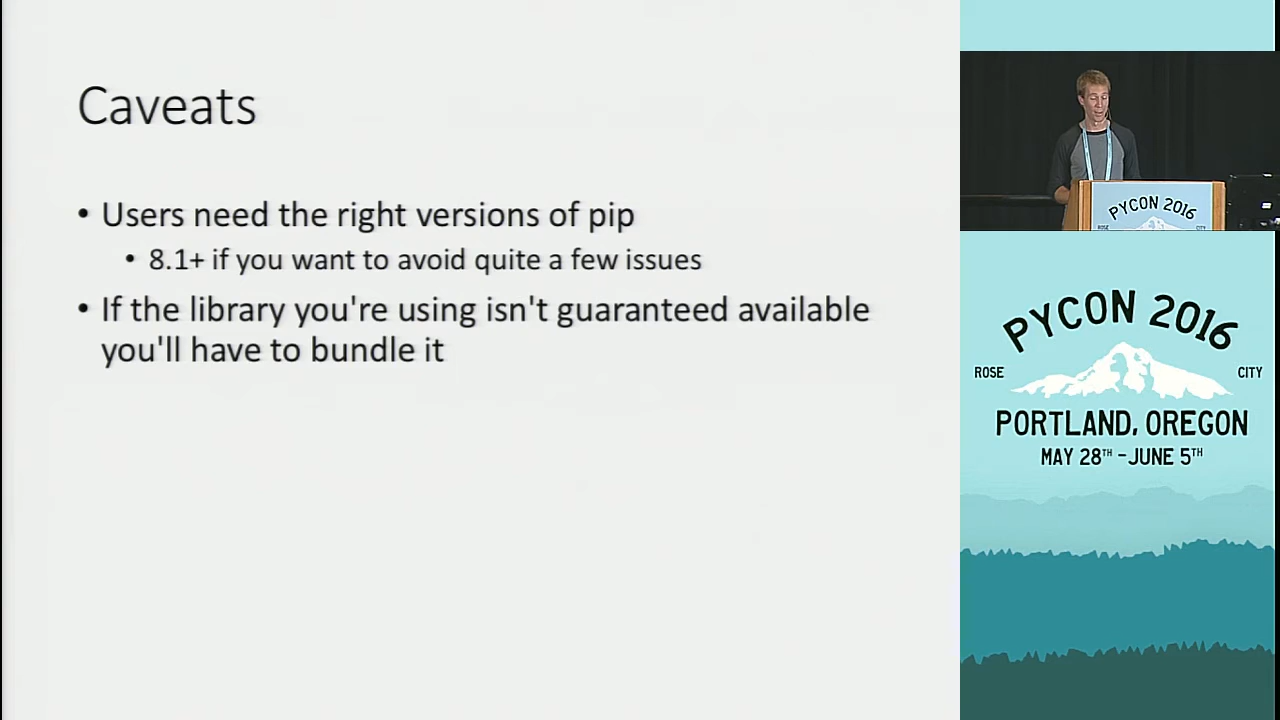 Caveats
• Users need the right versions of pip
• 8.1+ if you want to avoid quite a few issues
• If the library you're using isn't guaranteed available
you'll have to bundle it
PYCON 2016
ROSE CITY
PYCON 2016
ROSE CITY
PORTLAND, OREGON
MAY 28TH - JUNE 5TH